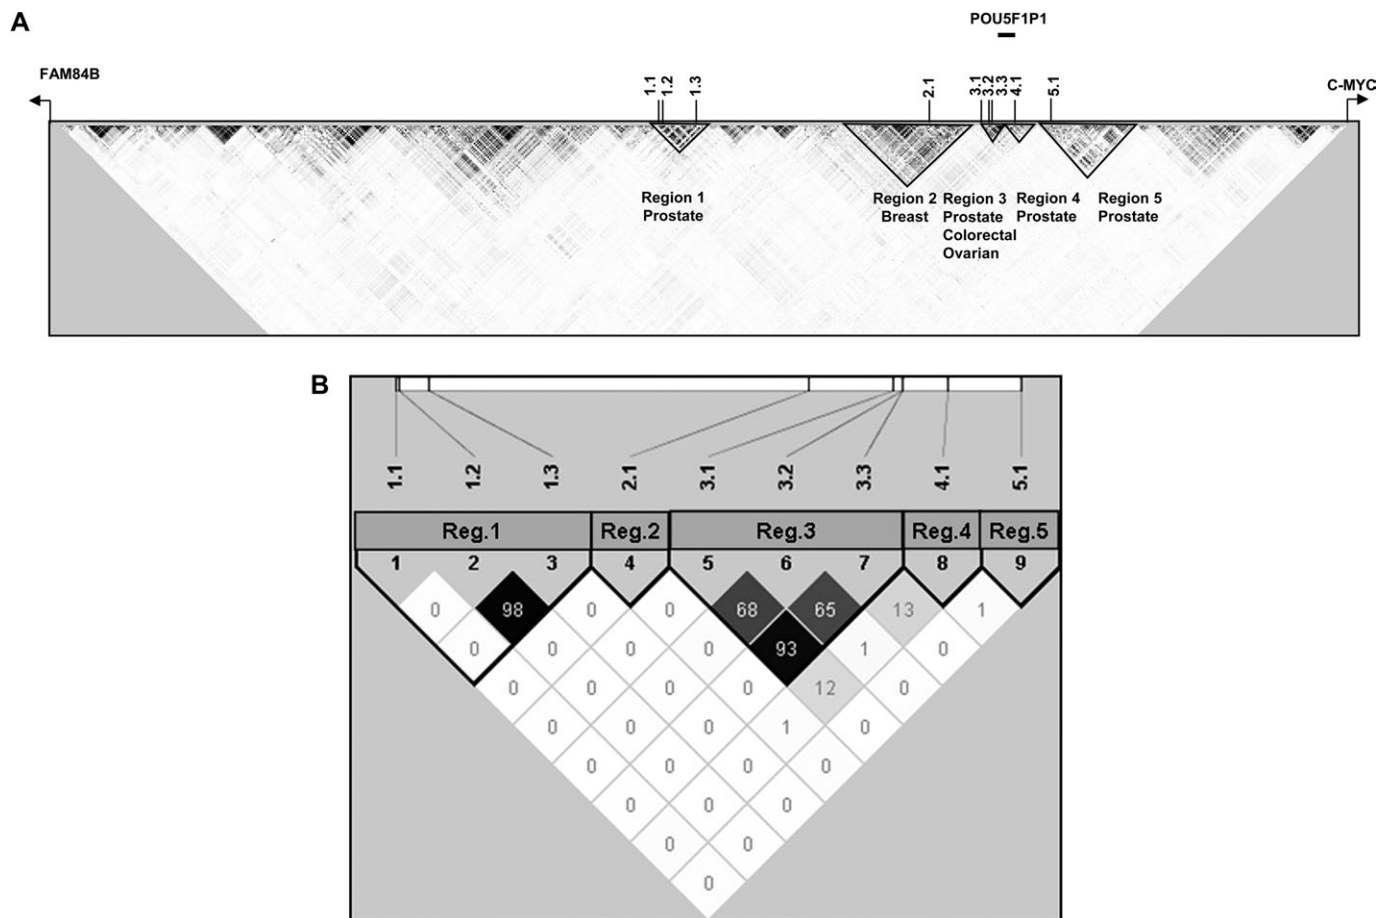 A
POU5F1P1
FAM84B
C-MYC
1.1 1.2 1.3 2.1 3.1 3.2 3.3 4.1 5.1
Region 1 Region 2 Region 3 Region 4 Region 5
Prostate Breast Prostate Prostate Prostate
Colorectal
Ovarian
B
1.1 1.2 1.3 2.1 3.1 3.2 3.3 4.1 5.1
Reg.1 Reg.2 Reg.3 Reg.4 Reg.5
1 2 3 4 5 6 7 8 9
0 98 0 0 68 65 13 1
0 0 0 0 93 1 0
0 0 0 0 12 0
0 0 0 1 0
0 0 0 0
0 0 0
0 0
0